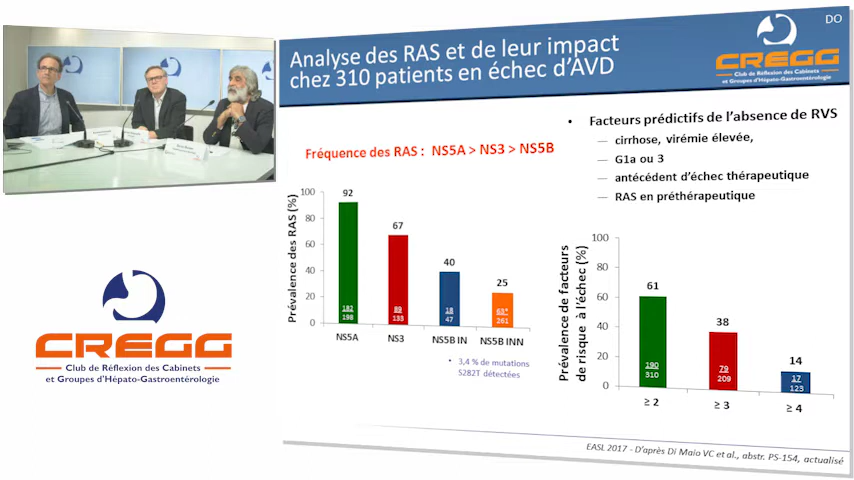 DO
Analyse des RAS et de leur impact
chez 310 patients en échec d'AVD
CREGG
Club de Réflexion des Cabinets
et Groupes d'Hépato-Gastroentérologie
Fréquence des RAS : NS5A > NS3 > NS5B
Prévalence des RAS (%)
100
80
60
40
20
0
92
67
40
25
182
198
89
133
18
47
63*
261
NS5A
NS3
NS5B IN
NS5B INN
• 3,4 % de mutations
S282T détectées
• Facteurs prédictifs de l'absence de RVS
— cirrhose, virémie élevée,
— G1a ou 3
— antécédent d'échec thérapeutique
— RAS en préthérapeutique
Prévalence de facteurs
de risque à l'échec (%)
100
80
60
40
20
0
61
38
14
190
310
79
209
17
123
≥ 2
≥ 3
≥ 4
EASL 2017 - D'après Di Maio VC et al., abstr. PS-154, actualisé
CREGG
Club de Réflexion des Cabinets
et Groupes d'Hépato-Gastroentérologie